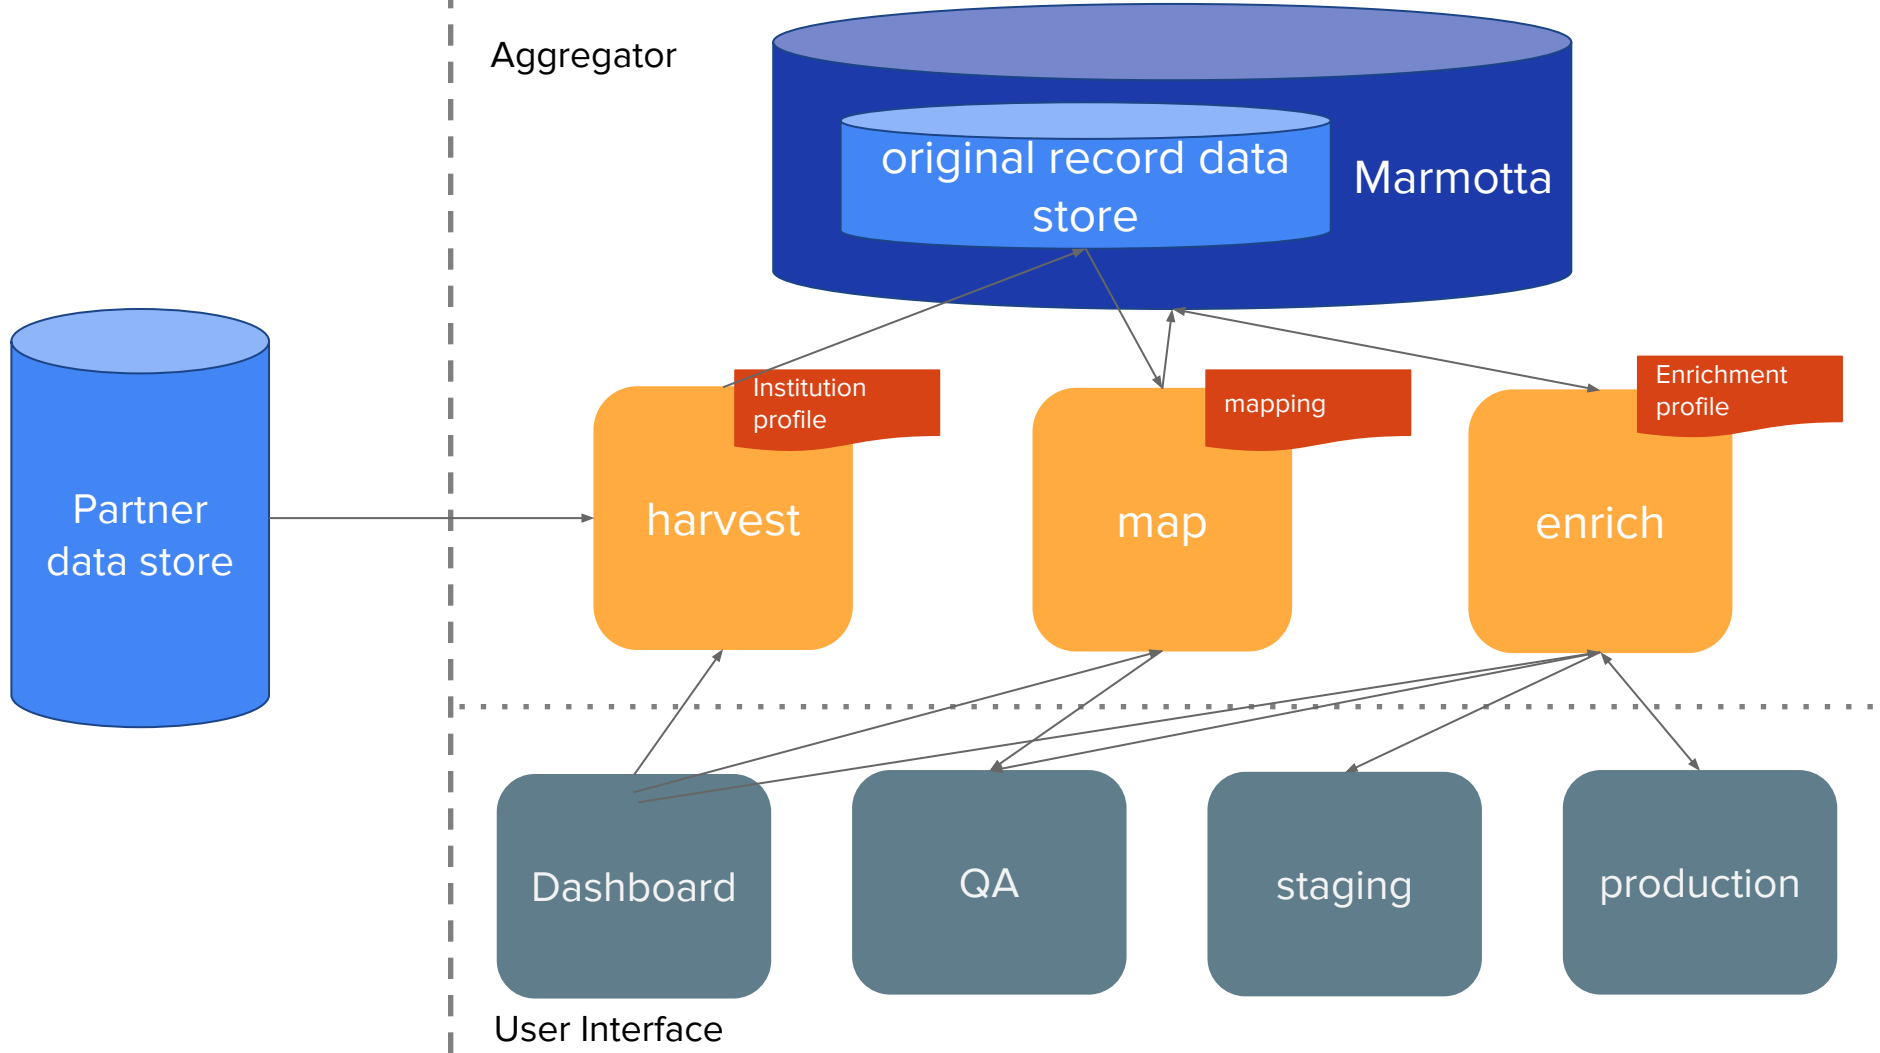 Aggregator
original record data
store
Marmotta
Institution
profile
mapping
Enrichment
profile
Partner
data store
harvest
map
enrich
Dashboard
QA
staging
production
User Interface